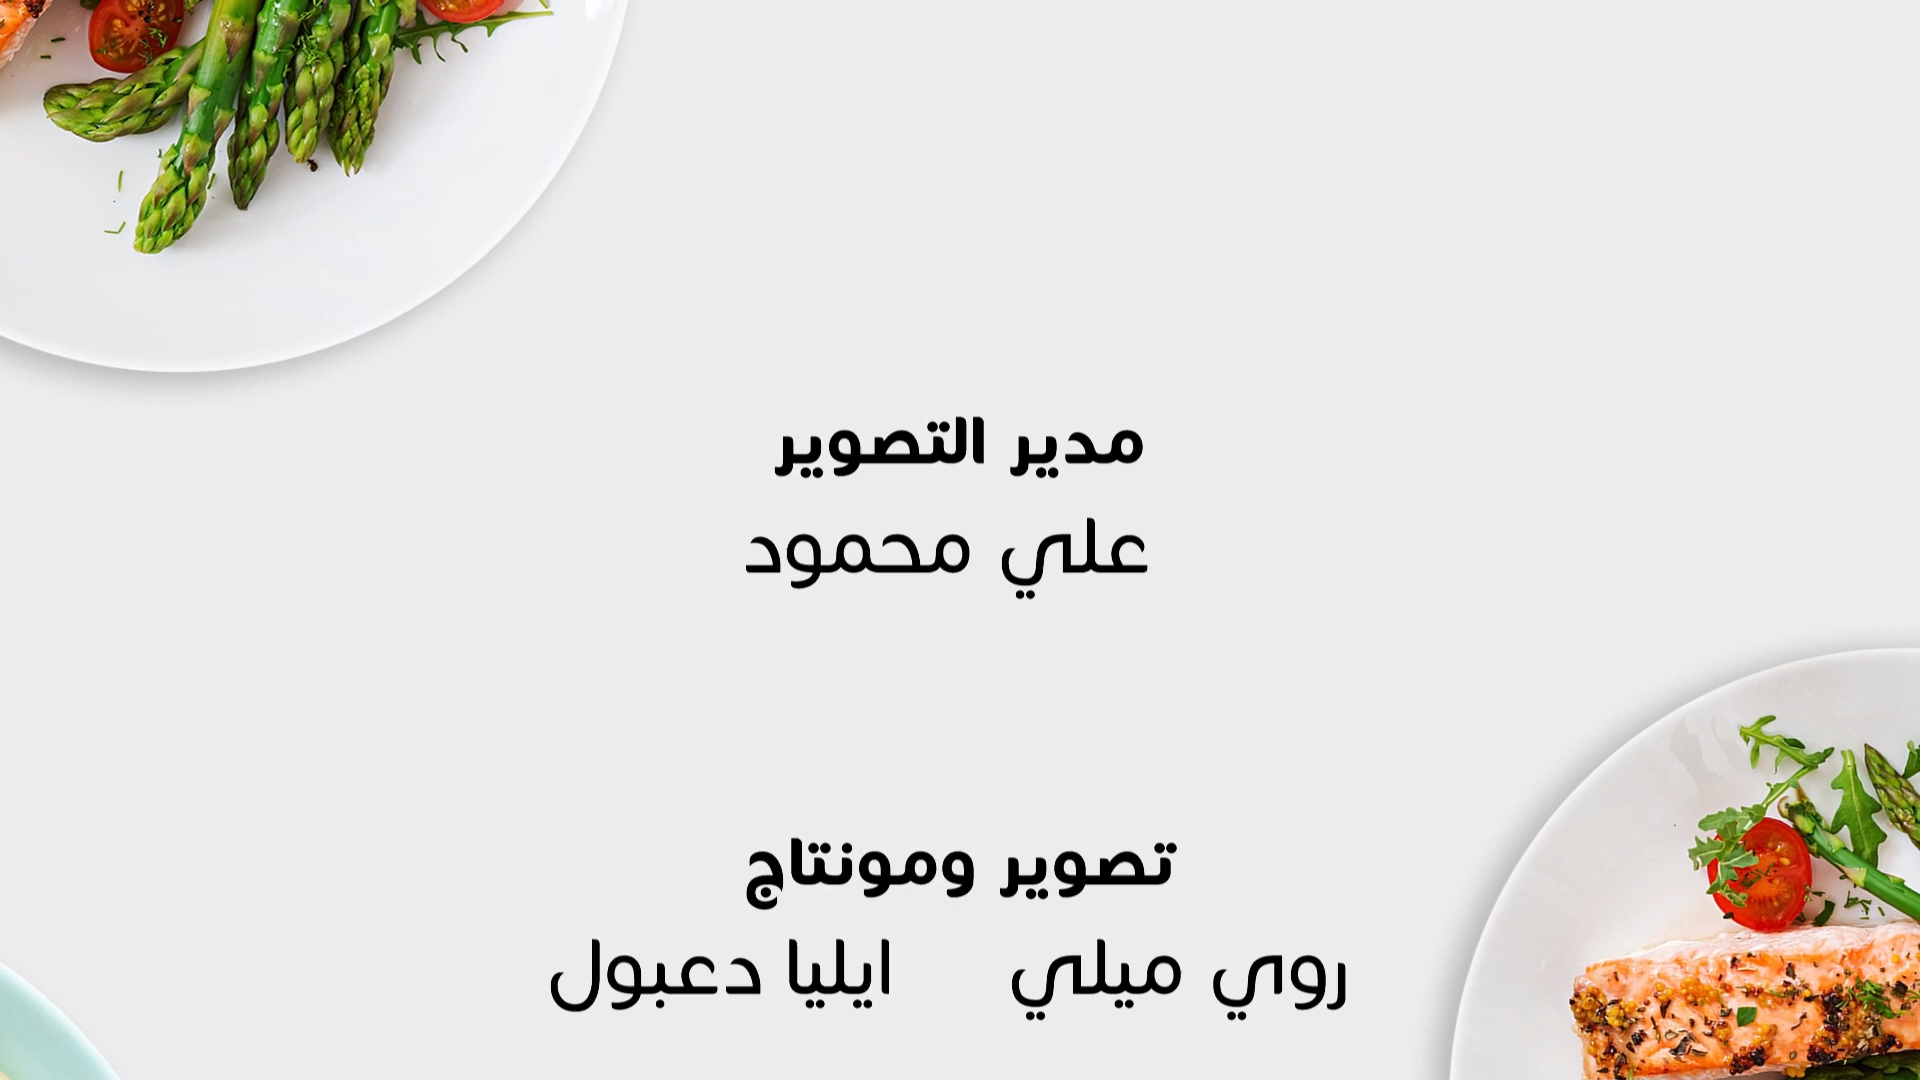 مدير التصوير
علي محمود
تصوير ومونتاج
روي ميلي ايليا دعبول